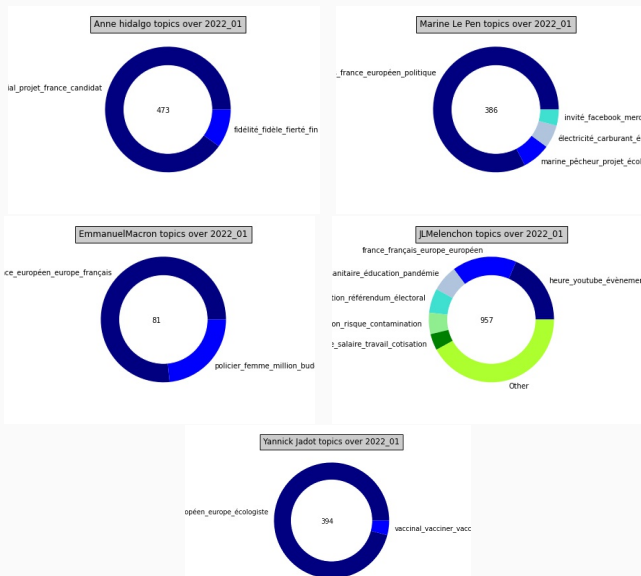 Anne hidalgo topics over 2022_01
ial_projet_france_candidat
473
fidélité_fidèle_fierté_fin
Marine Le Pen topics over 2022_01
_france_européen_politique
386
invité_facebook_merc
électricité_carburant_é
marine_pêcheur_projet_écol
EmmanuelMacron topics over 2022_01
ce_européen_europe_français
81
policier_femme_million_bud
JLMelenchon topics over 2022_01
france_français_europe_européen
anitaire_éducation_pandémie
heure_youtube_évènemer
tion_référendum_électoral
957
on_risque_contamination
e_salaire_travail_cotisation
Other
Yannick Jadot topics over 2022_01
opéen_europe_écologiste
394
vaccinal_vacciner_vacc